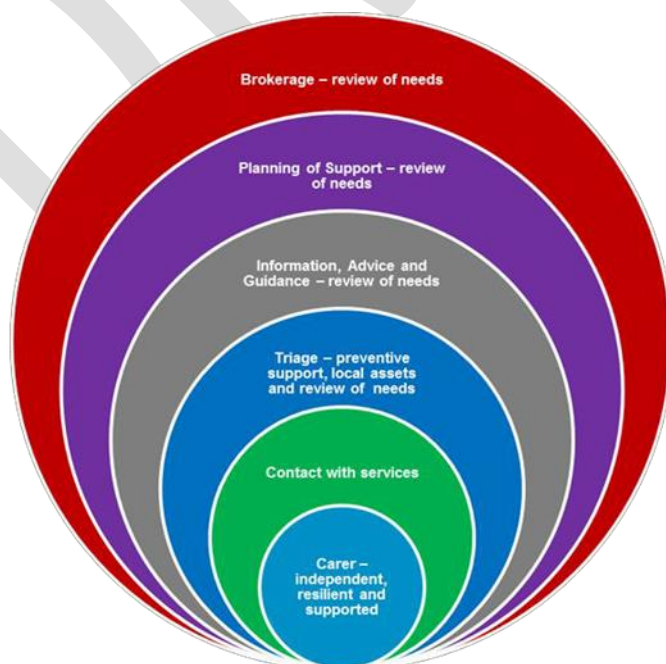 Brokerage – review of needs
Planning of Support – review
of needs
Information, Advice and
Guidance – review of needs
Triage – preventive
support, local assets
and review of needs
Contact with services
Carer –
independent,
resilient and
supported